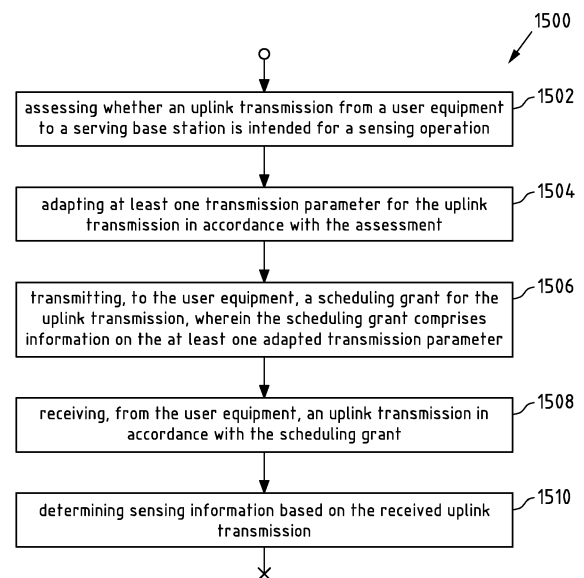 1500
assessing whether an uplink transmission from a user equipment
to a serving base station is intended for a sensing operation
1502
adapting at least one transmission parameter for the uplink
transmission in accordance with the assessment
1504
transmitting, to the user equipment, a scheduling grant for the
uplink transmission, wherein the scheduling grant comprises
information on the at least one adapted transmission parameter
1506
receiving, from the user equipment, an uplink transmission in
accordance with the scheduling grant
1508
determining sensing information based on the received uplink
transmission
1510